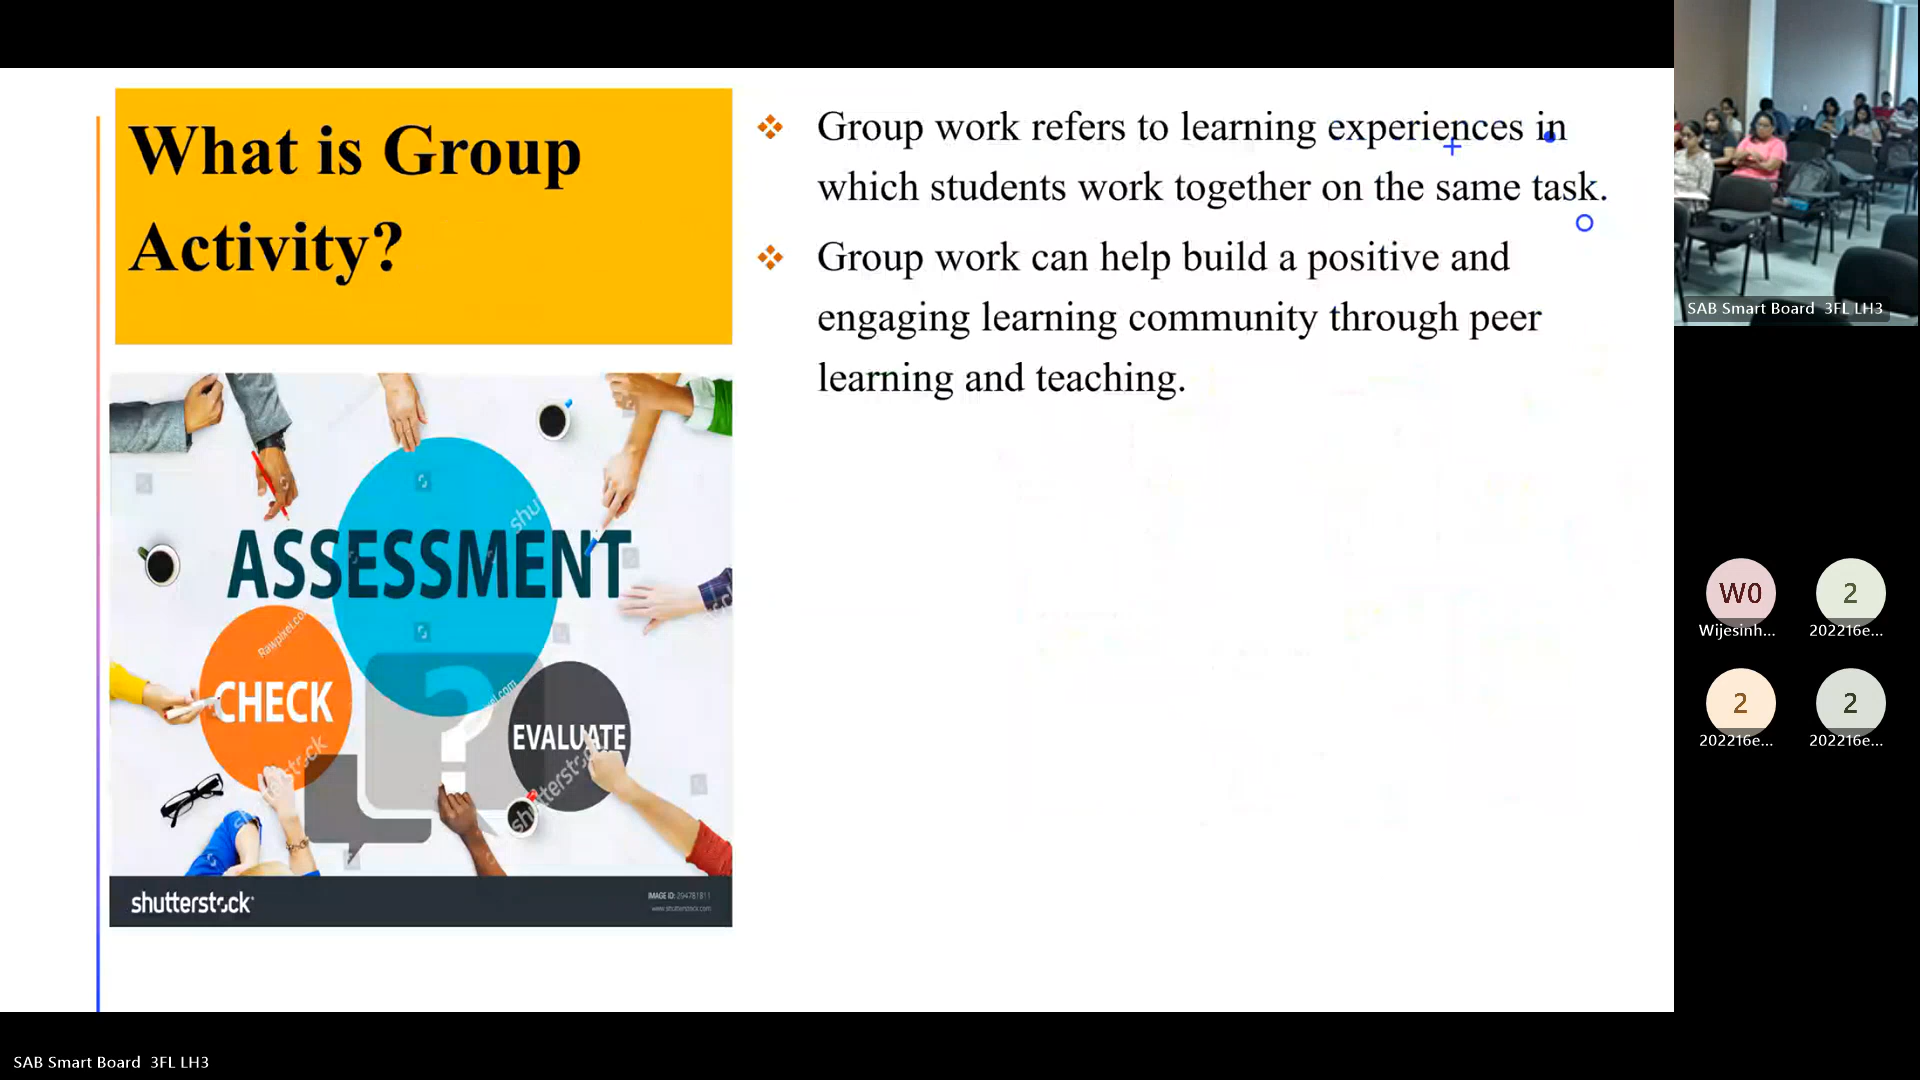 What is Group
Activity?
❖ Group work refers to learning experiences in
which students work together on the same task.
❖ Group work can help build a positive and
engaging learning community through peer
learning and teaching.
ASSESSMENT
CHECK
EVALUATE
?
shutterstock
IMAGE ID: 294781811
www.shutterstock.com
SAB Smart Board 3FL LH3
W0
Wijesinh...
2
202216e...
2
202216e...
2
202216e...
SAB Smart Board 3FL LH3